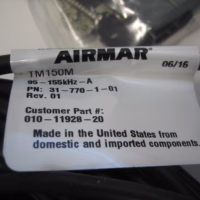 AIRMAR®
06/16
TM150M
95-155kHz-A
PN: 31-770-1-01
Rev. 01
Customer Part #:
010-11928-20
Made in the United States from
domestic and imported components.